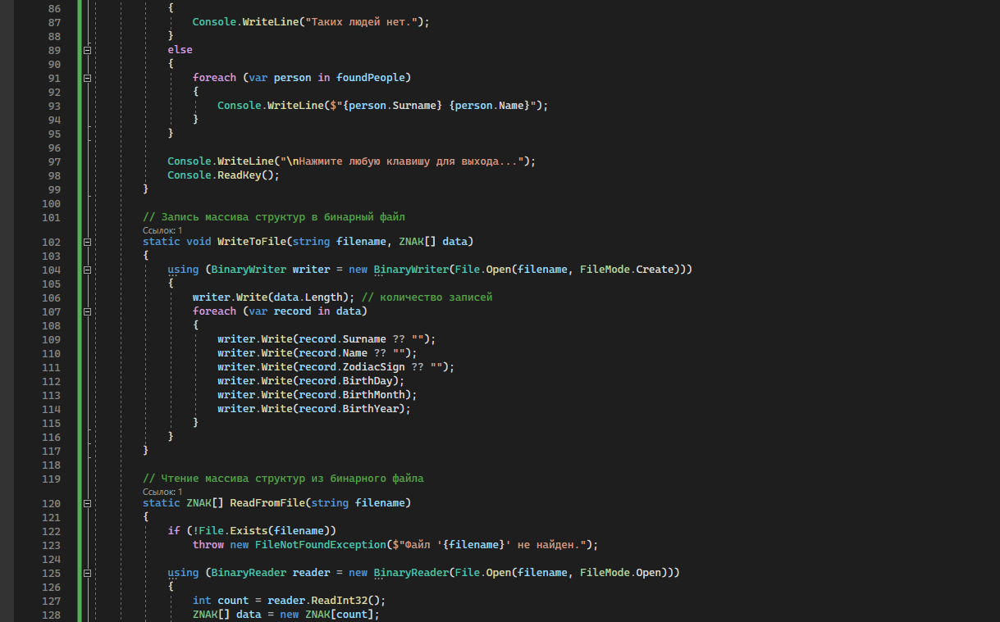 86 {
87 Console.WriteLine("Таких людей нет.");
88 }
89 else
90 {
91 foreach (var person in foundPeople)
92 {
93 Console.WriteLine($"{person.Surname} {person.Name}");
94 }
95 }
96
97 Console.WriteLine("\nНажмите любую клавишу для выхода...");
98 Console.ReadKey();
99 }
100
101 // Запись массива структур в бинарный файл
Ссылок: 1
102 static void WriteToFile(string filename, ZNAK[] data)
103 {
104 using (BinaryWriter writer = new BinaryWriter(File.Open(filename, FileMode.Create)))
105 {
106 writer.Write(data.Length); // количество записей
107 foreach (var record in data)
108 {
109 writer.Write(record.Surname ?? "");
110 writer.Write(record.Name ?? "");
111 writer.Write(record.ZodiacSign ?? "");
112 writer.Write(record.BirthDay);
113 writer.Write(record.BirthMonth);
114 writer.Write(record.BirthYear);
115 }
116 }
117 }
118
119 // Чтение массива структур из бинарного файла
Ссылок: 1
120 static ZNAK[] ReadFromFile(string filename)
121 {
122 if (!File.Exists(filename))
123 throw new FileNotFoundException($"Файл '{filename}' не найден.");
124
125 using (BinaryReader reader = new BinaryReader(File.Open(filename, FileMode.Open)))
126 {
127 int count = reader.ReadInt32();
128 ZNAK[] data = new ZNAK[count];